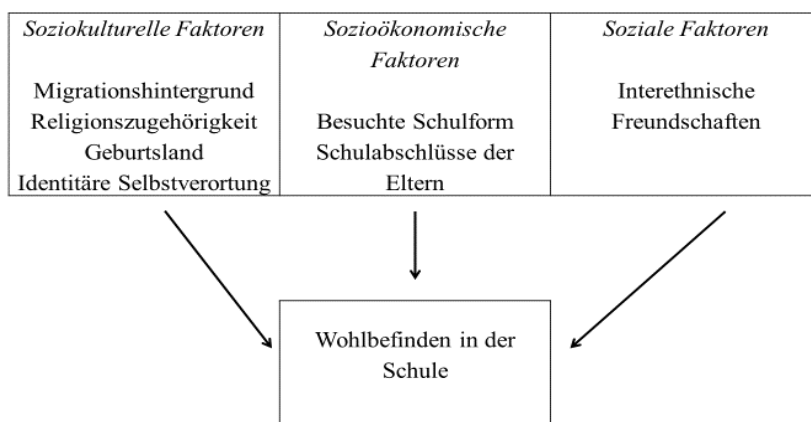 Soziokulturelle Faktoren
Migrationshintergrund
Religionszugehörigkeit
Geburtsland
Identitäre Selbstverortung
Sozioökonomische
Faktoren
Besuchte Schulform
Schulabschlüsse der
Eltern
Soziale Faktoren
Interethnische
Freundschaften
Wohlbefinden in der
Schule